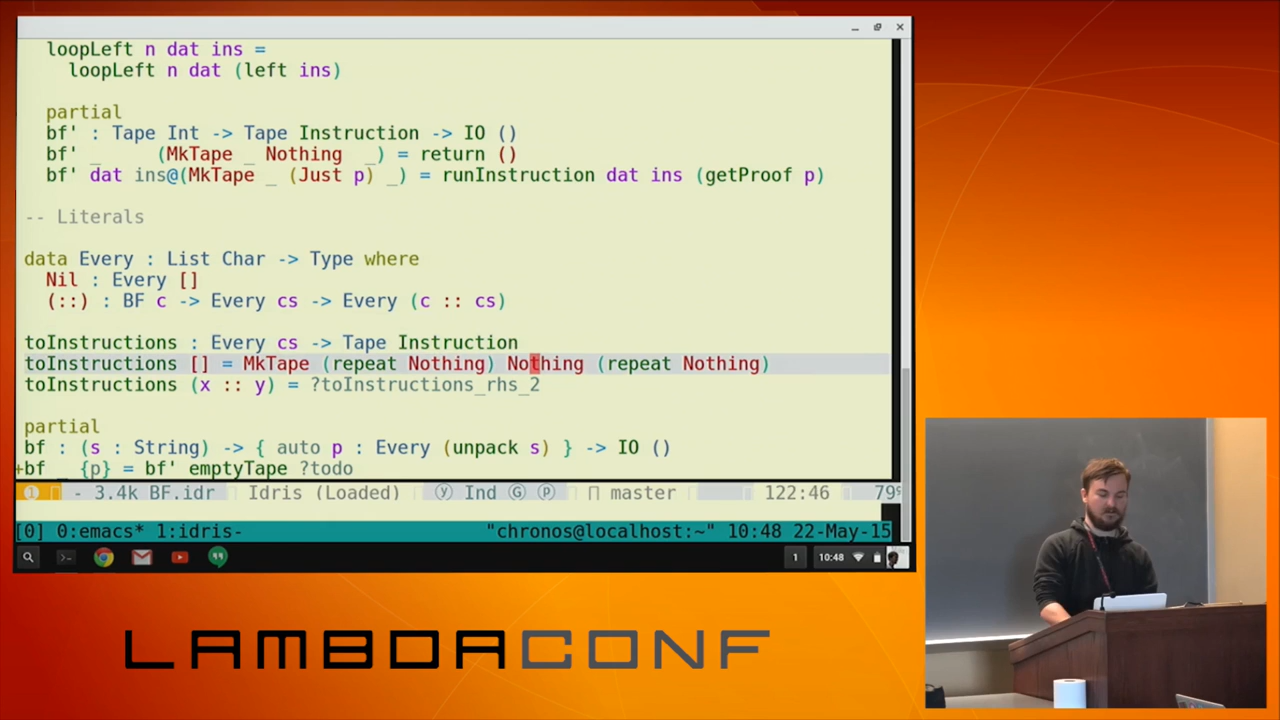 loopLeft n dat ins =
loopLeft n dat (left ins)
partial
bf' : Tape Int -> Tape Instruction -> IO ()
bf' _ (MkTape _ Nothing _) = return ()
bf' dat ins@(MkTape _ (Just p) _) = runInstruction dat ins (getProof p)
-- Literals
data Every : List Char -> Type where
Nil : Every []
(::) : BF c -> Every cs -> Every (c :: cs)
toInstructions : Every cs -> Tape Instruction
toInstructions [] = MkTape (repeat Nothing) Nothing (repeat Nothing)
toInstructions (x :: y) = ?toInstructions_rhs_2
partial
bf : (s : String) -> { auto p : Every (unpack s) } -> IO ()
+bf _ {p} = bf' emptyTape ?todo
1 - 3.4k BF.idr Idris (Loaded) y Ind G P master 122:46 79%
[0] 0:emacs* 1:idris- "chronos@localhost:~" 10:48 22-May-15
1 10:48
LAMBDACONF